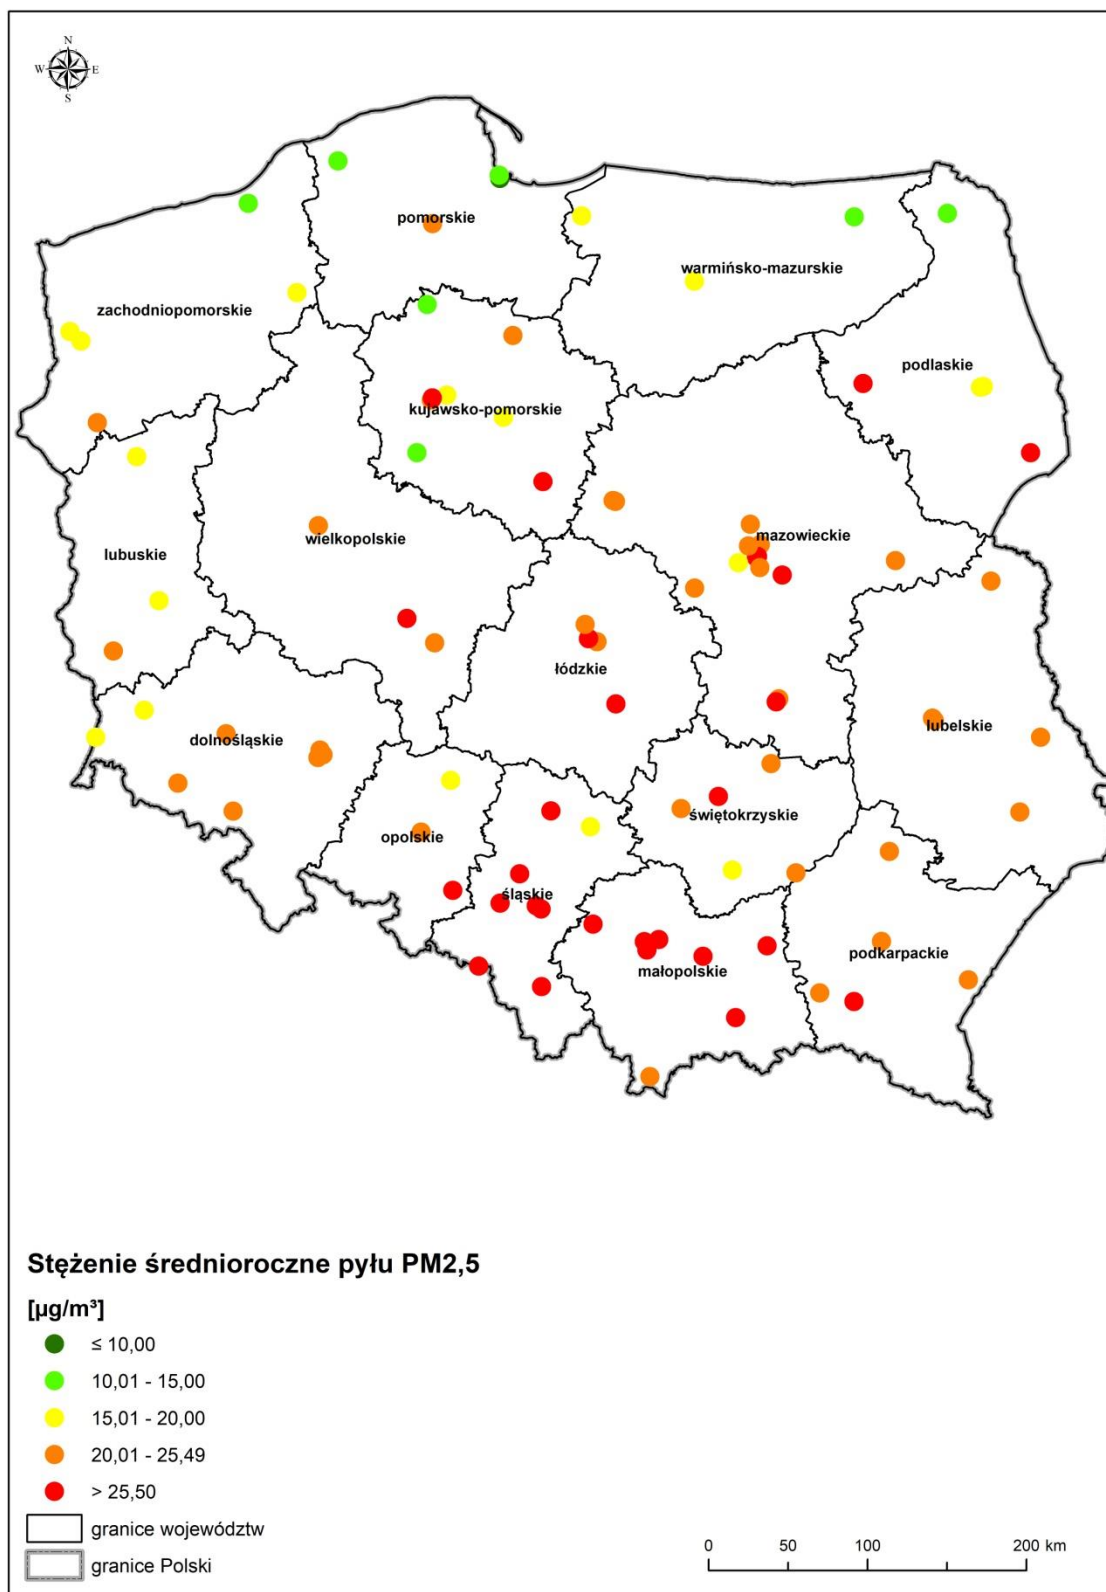 N
W E
S
pomorskie
warmińsko-mazurskie
zachodniopomorskie
podlaskie
kujawsko-pomorskie
mazowieckie
wielkopolskie
lubuskie
łódzkie
lubelskie
dolnośląskie
świętokrzyskie
opolskie
śląskie
podkarpackie
małopolskie
Stężenie średnioroczne pyłu PM2,5
[µg/m³]
≤ 10,00
10,01 - 15,00
15,01 - 20,00
20,01 - 25,49
> 25,50
granice województw
granice Polski
0 50 100 200 km